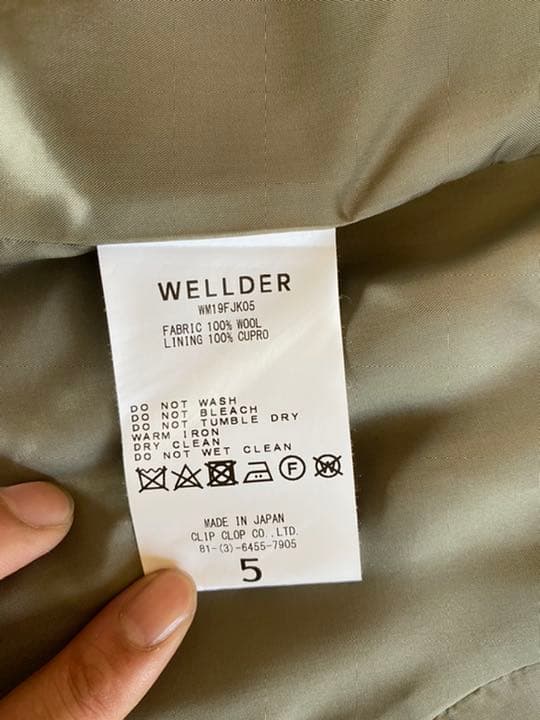 WELLDER
WM19FJK05
FABRIC 100% WOOL
LINING 100% CUPRO
DO NOT WASH
DO NOT BLEACH
DO NOT TUMBLE DRY
WARM IRON
DRY CLEAN
DO NOT WET CLEAN
F W
MADE IN JAPAN
CLIP CLOP CO.,LTD.
81-(3)-6455-7905
5